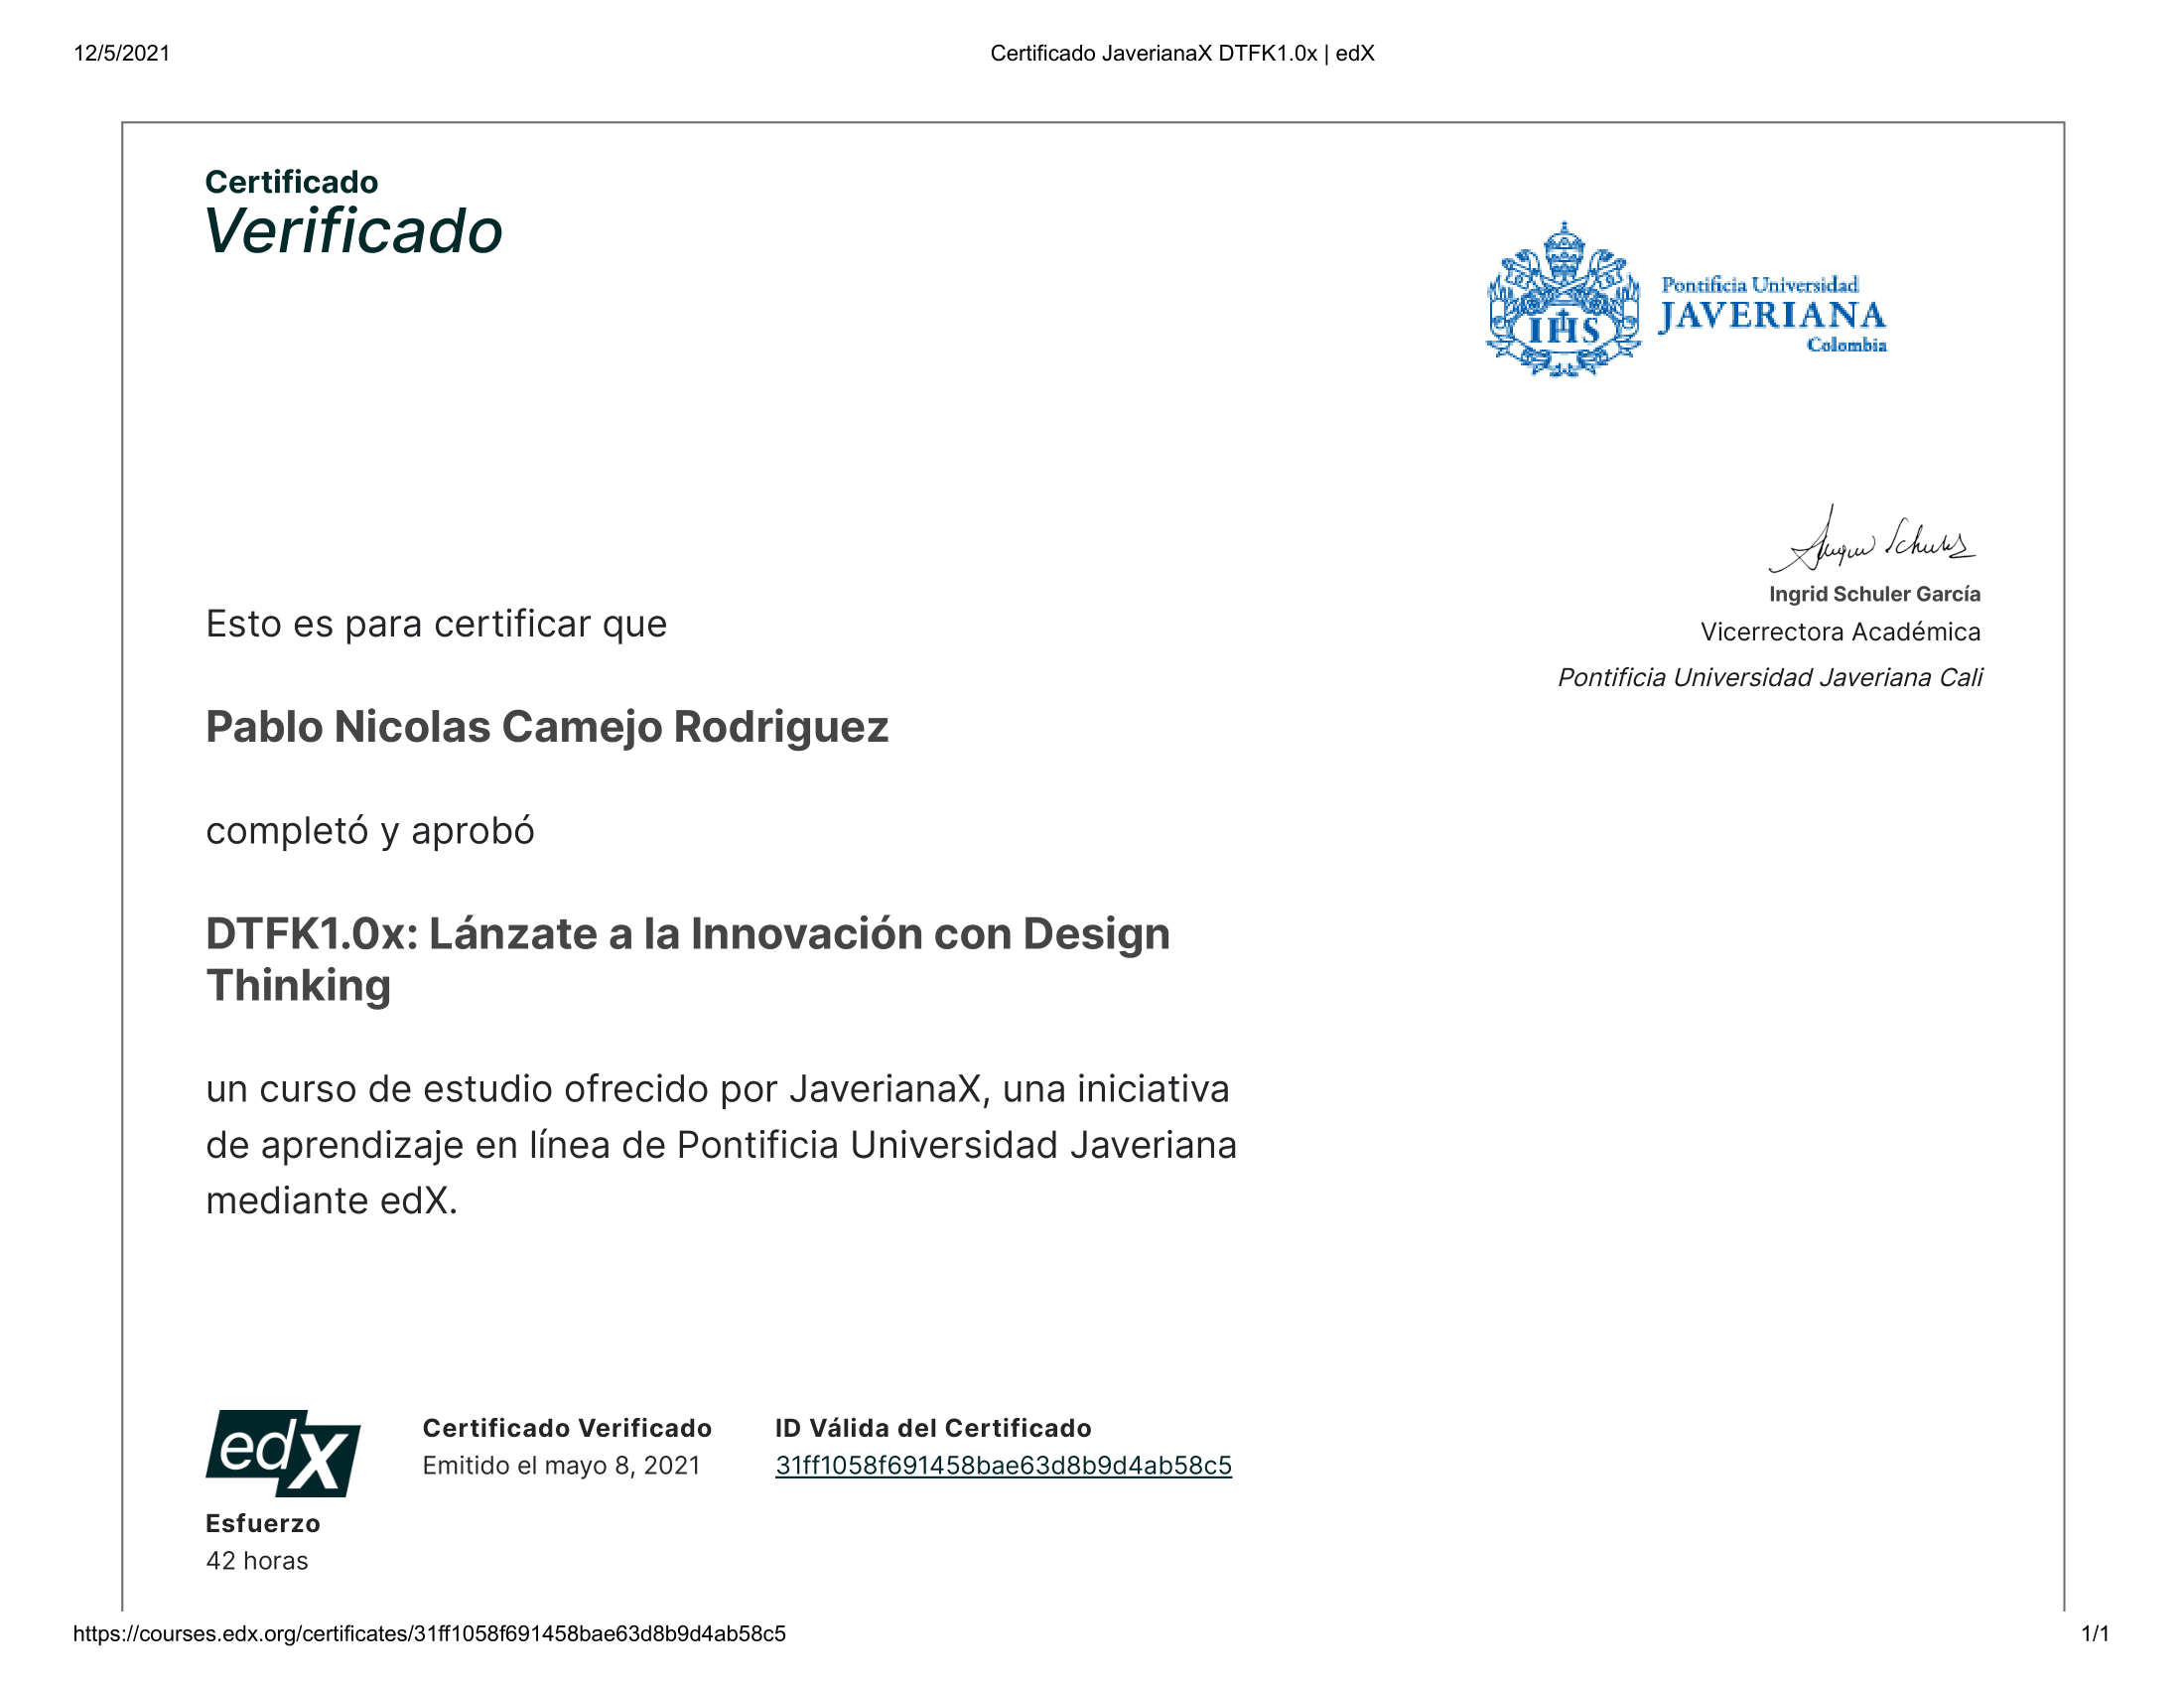 12/5/2021
Certificado JaverianaX DTFK1.0x | edX
Certificado
Verificado
IHS
Pontificia Universidad
JAVERIANA
Colombia
Ingrid Schuler García
Vicerrectora Académica
Pontificia Universidad Javeriana Cali
Esto es para certificar que
Pablo Nicolas Camejo Rodriguez
completó y aprobó
DTFK1.0x: Lánzate a la Innovación con Design
Thinking
un curso de estudio ofrecido por JaverianaX, una iniciativa
de aprendizaje en línea de Pontificia Universidad Javeriana
mediante edX.
edX
Certificado Verificado
Emitido el mayo 8, 2021
ID Válida del Certificado
31ff1058f691458bae63d8b9d4ab58c5
Esfuerzo
42 horas
https://courses.edx.org/certificates/31ff1058f691458bae63d8b9d4ab58c5
1/1